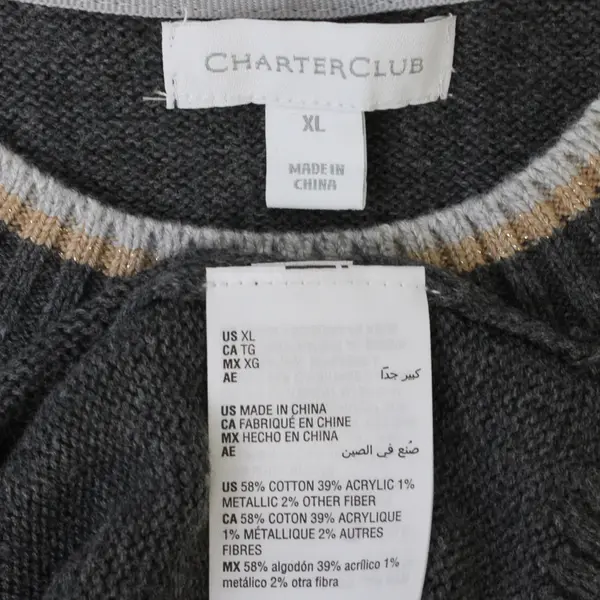 CHARTERCLUB
XL
MADE IN
CHINA
US XL
CA TG
MX XG
AE كبير جدًا
US MADE IN CHINA
CA FABRIQUÉ EN CHINE
MX HECHO EN CHINA
AE صُنع في الصين
US 58% COTTON 39% ACRYLIC 1%
METALLIC 2% OTHER FIBER
CA 58% COTON 39% ACRYLIQUE
1% MÉTALLIQUE 2% AUTRES
FIBRES
MX 58% algodón 39% acrílico 1%
metálico 2% otra fibra